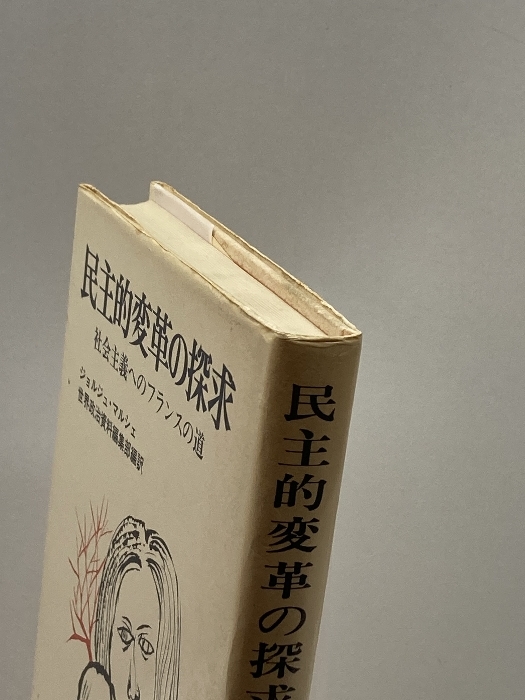 民主的変革の探求
社会主義へのフランスの道
ジョルジュ・マルシェ
世界政治資料編集部編訳
民主的変革の探求